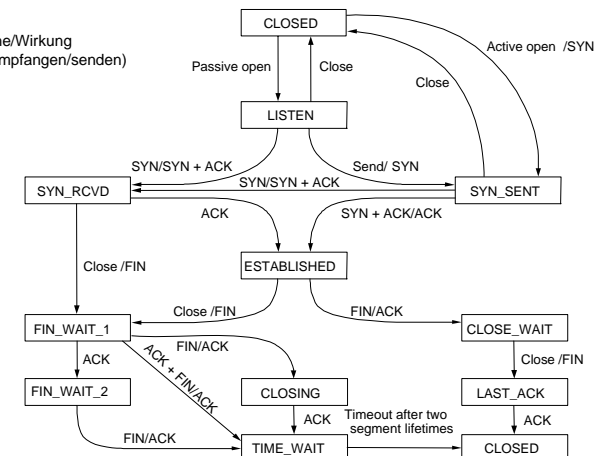 CLOSED
ne/Wirkung
mpfangen/senden)
Active open /SYN
Passive open
Close
Close
LISTEN
SYN/SYN + ACK
Send/ SYN
SYN/SYN + ACK
SYN_RCVD
SYN_SENT
ACK
SYN + ACK/ACK
ESTABLISHED
Close /FIN
Close /FIN
FIN/ACK
FIN_WAIT_1
FIN/ACK
CLOSE_WAIT
ACK
ACK + FIN/ACK
Close /FIN
FIN_WAIT_2
CLOSING
LAST_ACK
ACK
Timeout after two
segment lifetimes
ACK
FIN/ACK
TIME_WAIT
CLOSED